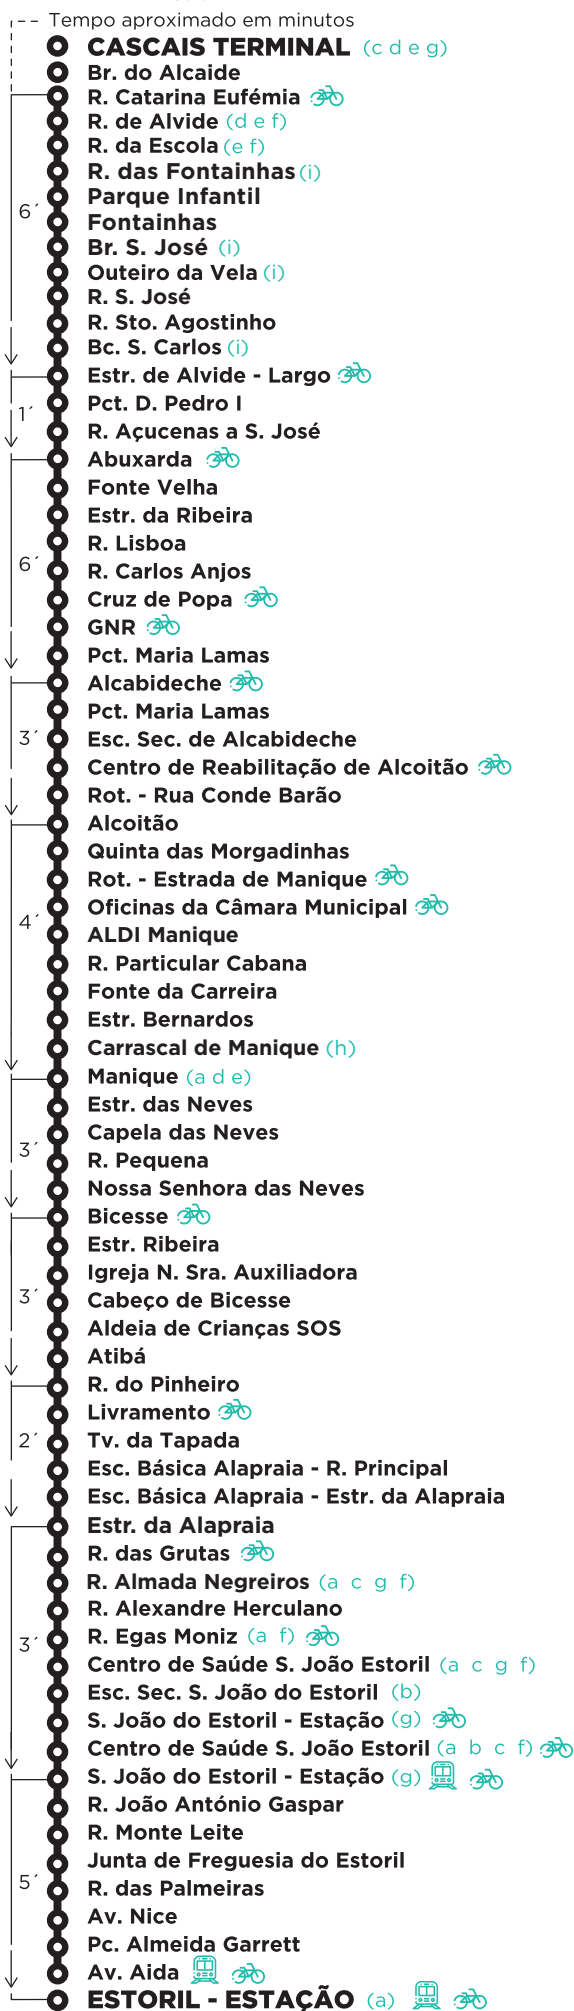 Tempo aproximado em minutos
CASCAIS TERMINAL (c d e g)
Br. do Alcaide
R. Catarina Eufémia
R. de Alvide (d e f)
R. da Escola (e f)
R. das Fontainhas (i)
Parque Infantil
6´
Fontainhas
Br. S. José (i)
Outeiro da Vela (i)
R. S. José
R. Sto. Agostinho
Bc. S. Carlos (i)
Estr. de Alvide - Largo
Pct. D. Pedro I
1´
R. Açucenas a S. José
Abuxarda
Fonte Velha
Estr. da Ribeira
R. Lisboa
6´
R. Carlos Anjos
Cruz de Popa
GNR
Pct. Maria Lamas
Alcabideche
Pct. Maria Lamas
3´
Esc. Sec. de Alcabideche
Centro de Reabilitação de Alcoitão
Rot. - Rua Conde Barão
Alcoitão
Quinta das Morgadinhas
Rot. - Estrada de Manique
Oficinas da Câmara Municipal
4´
ALDI Manique
R. Particular Cabana
Fonte da Carreira
Estr. Bernardos
Carrascal de Manique (h)
Manique (a d e)
Estr. das Neves
Capela das Neves
3´
R. Pequena
Nossa Senhora das Neves
Bicesse
Estr. Ribeira
Igreja N. Sra. Auxiliadora
3´
Cabeço de Bicesse
Aldeia de Crianças SOS
Atibá
R. do Pinheiro
Livramento
2´
Tv. da Tapada
Esc. Básica Alapraia - R. Principal
Esc. Básica Alapraia - Estr. da Alapraia
Estr. da Alapraia
R. das Grutas
R. Almada Negreiros (a c g f)
R. Alexandre Herculano
R. Egas Moniz (a f)
3´
Centro de Saúde S. João Estoril (a c g f)
Esc. Sec. S. João do Estoril (b)
S. João do Estoril - Estação (g)
Centro de Saúde S. João Estoril (a b c f)
S. João do Estoril - Estação (g)
R. João António Gaspar
R. Monte Leite
Junta de Freguesia do Estoril
5´
R. das Palmeiras
Av. Nice
Pc. Almeida Garrett
Av. Aida
ESTORIL - ESTAÇÃO (a)